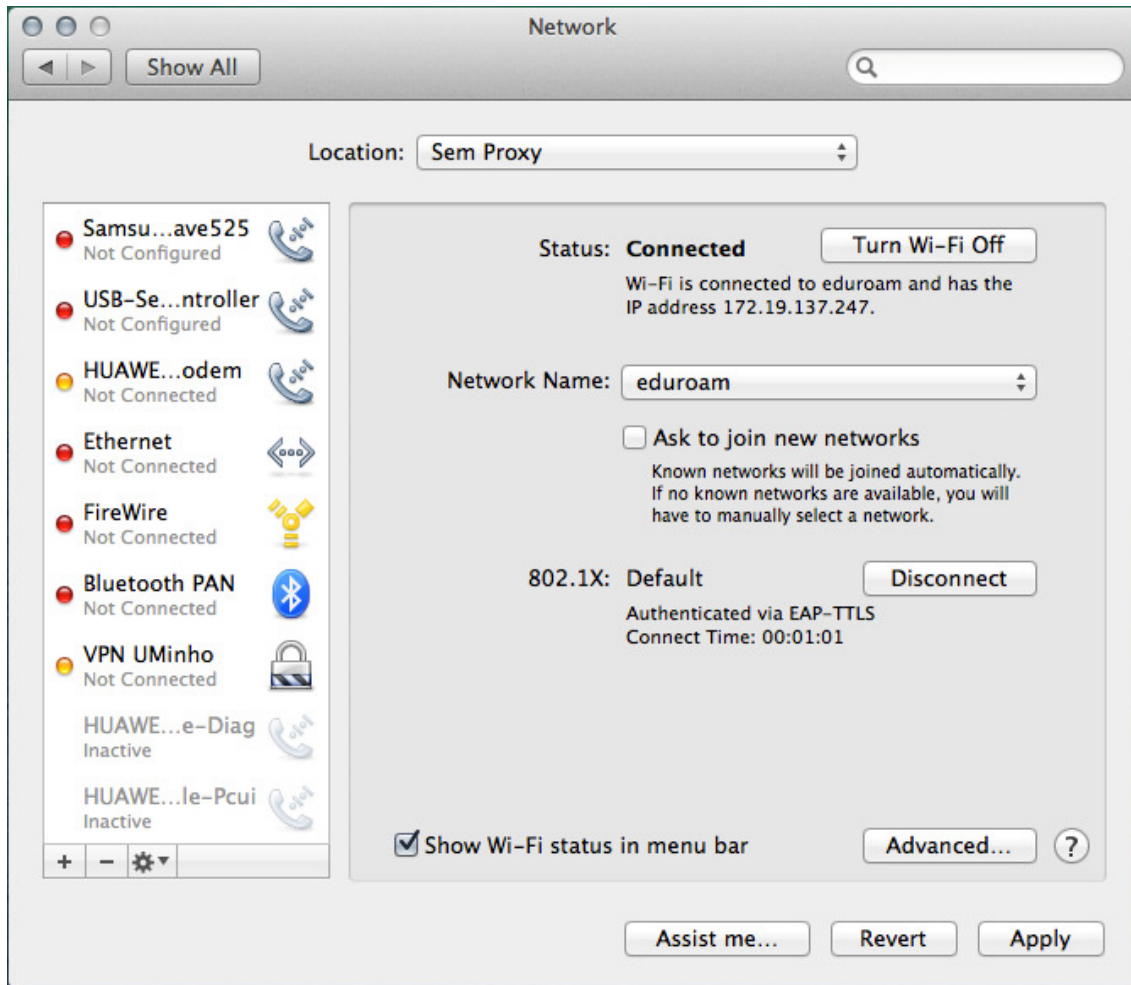 Network
Show All
Location: Sem Proxy
Samsu...ave525
Not Configured
USB-Se...ntroller
Not Configured
HUAWE...odem
Not Connected
Ethernet
Not Connected
FireWire
Not Connected
Bluetooth PAN
Not Connected
VPN UMinho
Not Connected
HUAWE...e-Diag
Inactive
HUAWE...le-Pcui
Inactive
Status: Connected Turn Wi-Fi Off
Wi-Fi is connected to eduroam and has the
IP address 172.19.137.247.
Network Name: eduroam
Ask to join new networks
Known networks will be joined automatically.
If no known networks are available, you will
have to manually select a network.
802.1X: Default Disconnect
Authenticated via EAP-TTLS
Connect Time: 00:01:01
Show Wi-Fi status in menu bar Advanced... ?
Assist me... Revert Apply